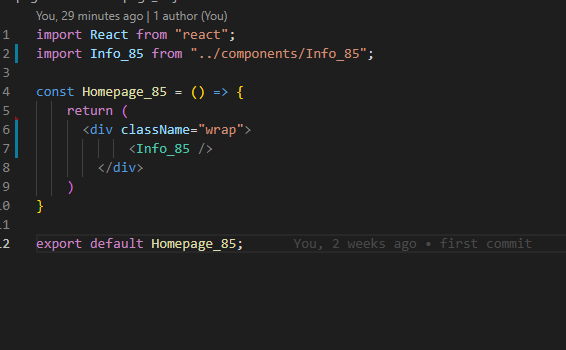 You, 29 minutes ago | 1 author (You)
1 import React from "react";
2 import Info_85 from "../components/Info_85";
3
4 const Homepage_85 = () => {
5 return (
6 <div className="wrap">
7 <Info_85 />
8 </div>
9 )
10 }
11
12 export default Homepage_85; You, 2 weeks ago • first commit